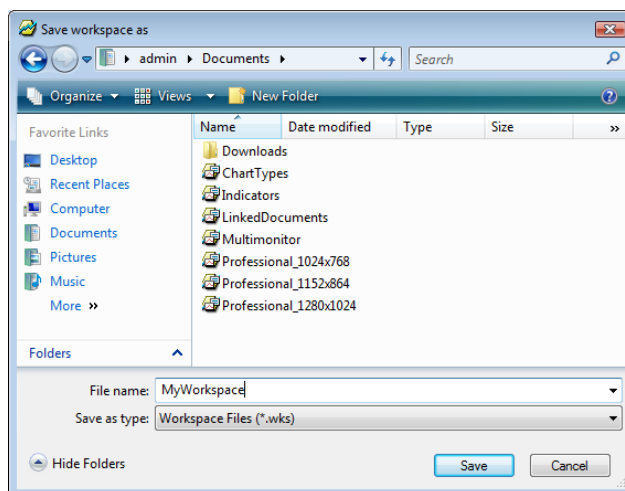 Save workspace as
admin Documents Search
Organize Views New Folder ?
Favorite Links
Desktop
Recent Places
Computer
Documents
Pictures
Music
More »
Folders
Name Date modified Type Size »
Downloads
ChartTypes
Indicators
LinkedDocuments
Multimonitor
Professional_1024x768
Professional_1152x864
Professional_1280x1024
File name: MyWorkspace
Save as type: Workspace Files (*.wks)
Hide Folders Save Cancel